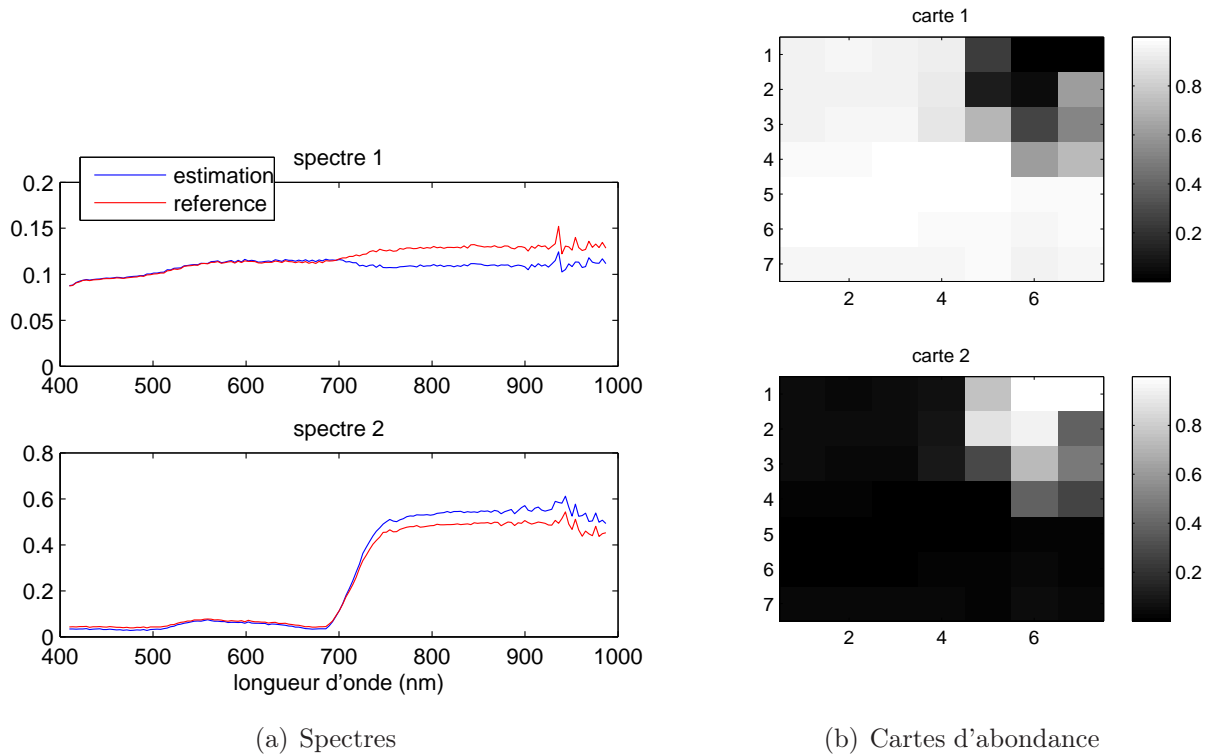 spectre 1
estimation
reference
0.2
0.15
0.1
0.05
0
400 500 600 700 800 900 1000
spectre 2
0.8
0.6
0.4
0.2
0
400 500 600 700 800 900 1000
longueur d'onde (nm)
(a) Spectres
carte 1
1
2
3
4
5
6
7
2 4 6
0.8
0.6
0.4
0.2
carte 2
1
2
3
4
5
6
7
2 4 6
0.8
0.6
0.4
0.2
(b) Cartes d'abondance